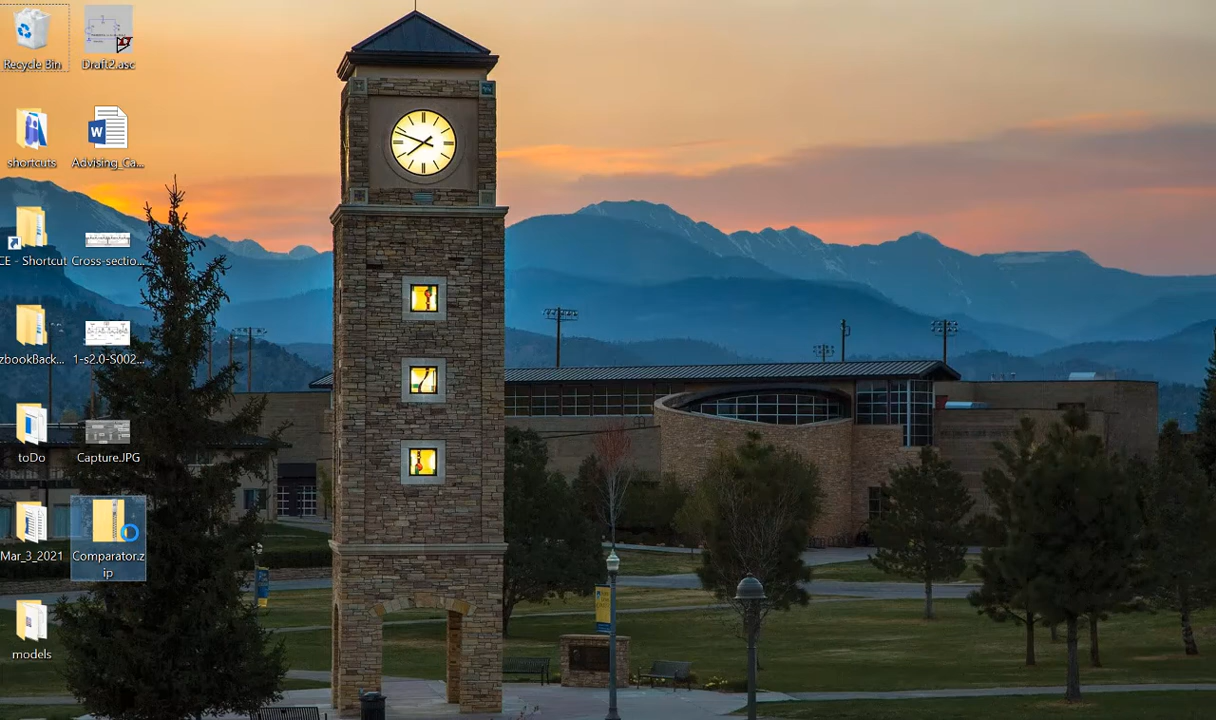 Recycle Bin
Draft2.asc
shortcuts
Advising_Ca...
CE - Shortcut
Cross-sectio...
zbookBack...
1-s2.0-S002...
toDo
Capture.JPG
Mar_3_2021
Comparator.z
ip
models
W